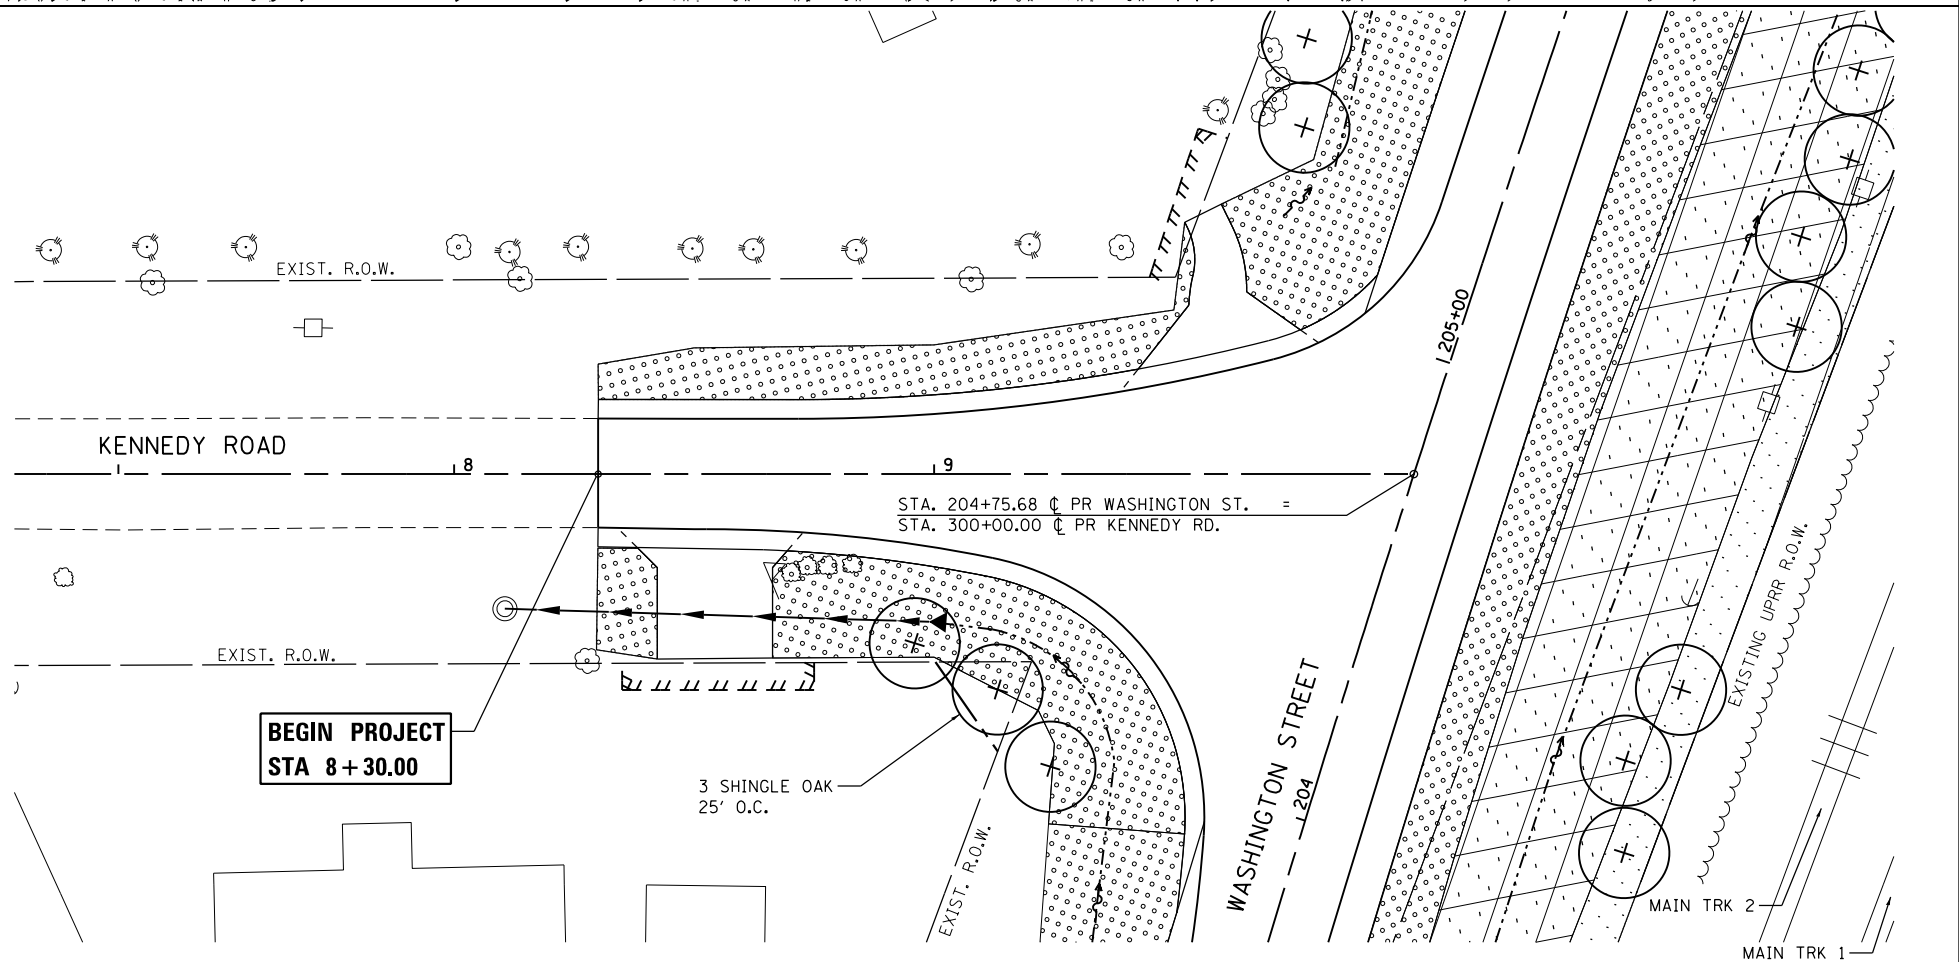 EXIST. R.O.W.
205+00
KENNEDY ROAD
8
9
STA. 204+75.68 ℄ PR WASHINGTON ST. =
STA. 300+00.00 ℄ PR KENNEDY RD.
EXISTING UPRR R.O.W.
EXIST. R.O.W.
BEGIN PROJECT
STA 8+30.00
3 SHINGLE OAK
25' O.C.
WASHINGTON STREET
204
EXIST. R.O.W.
MAIN TRK 2
MAIN TRK 1